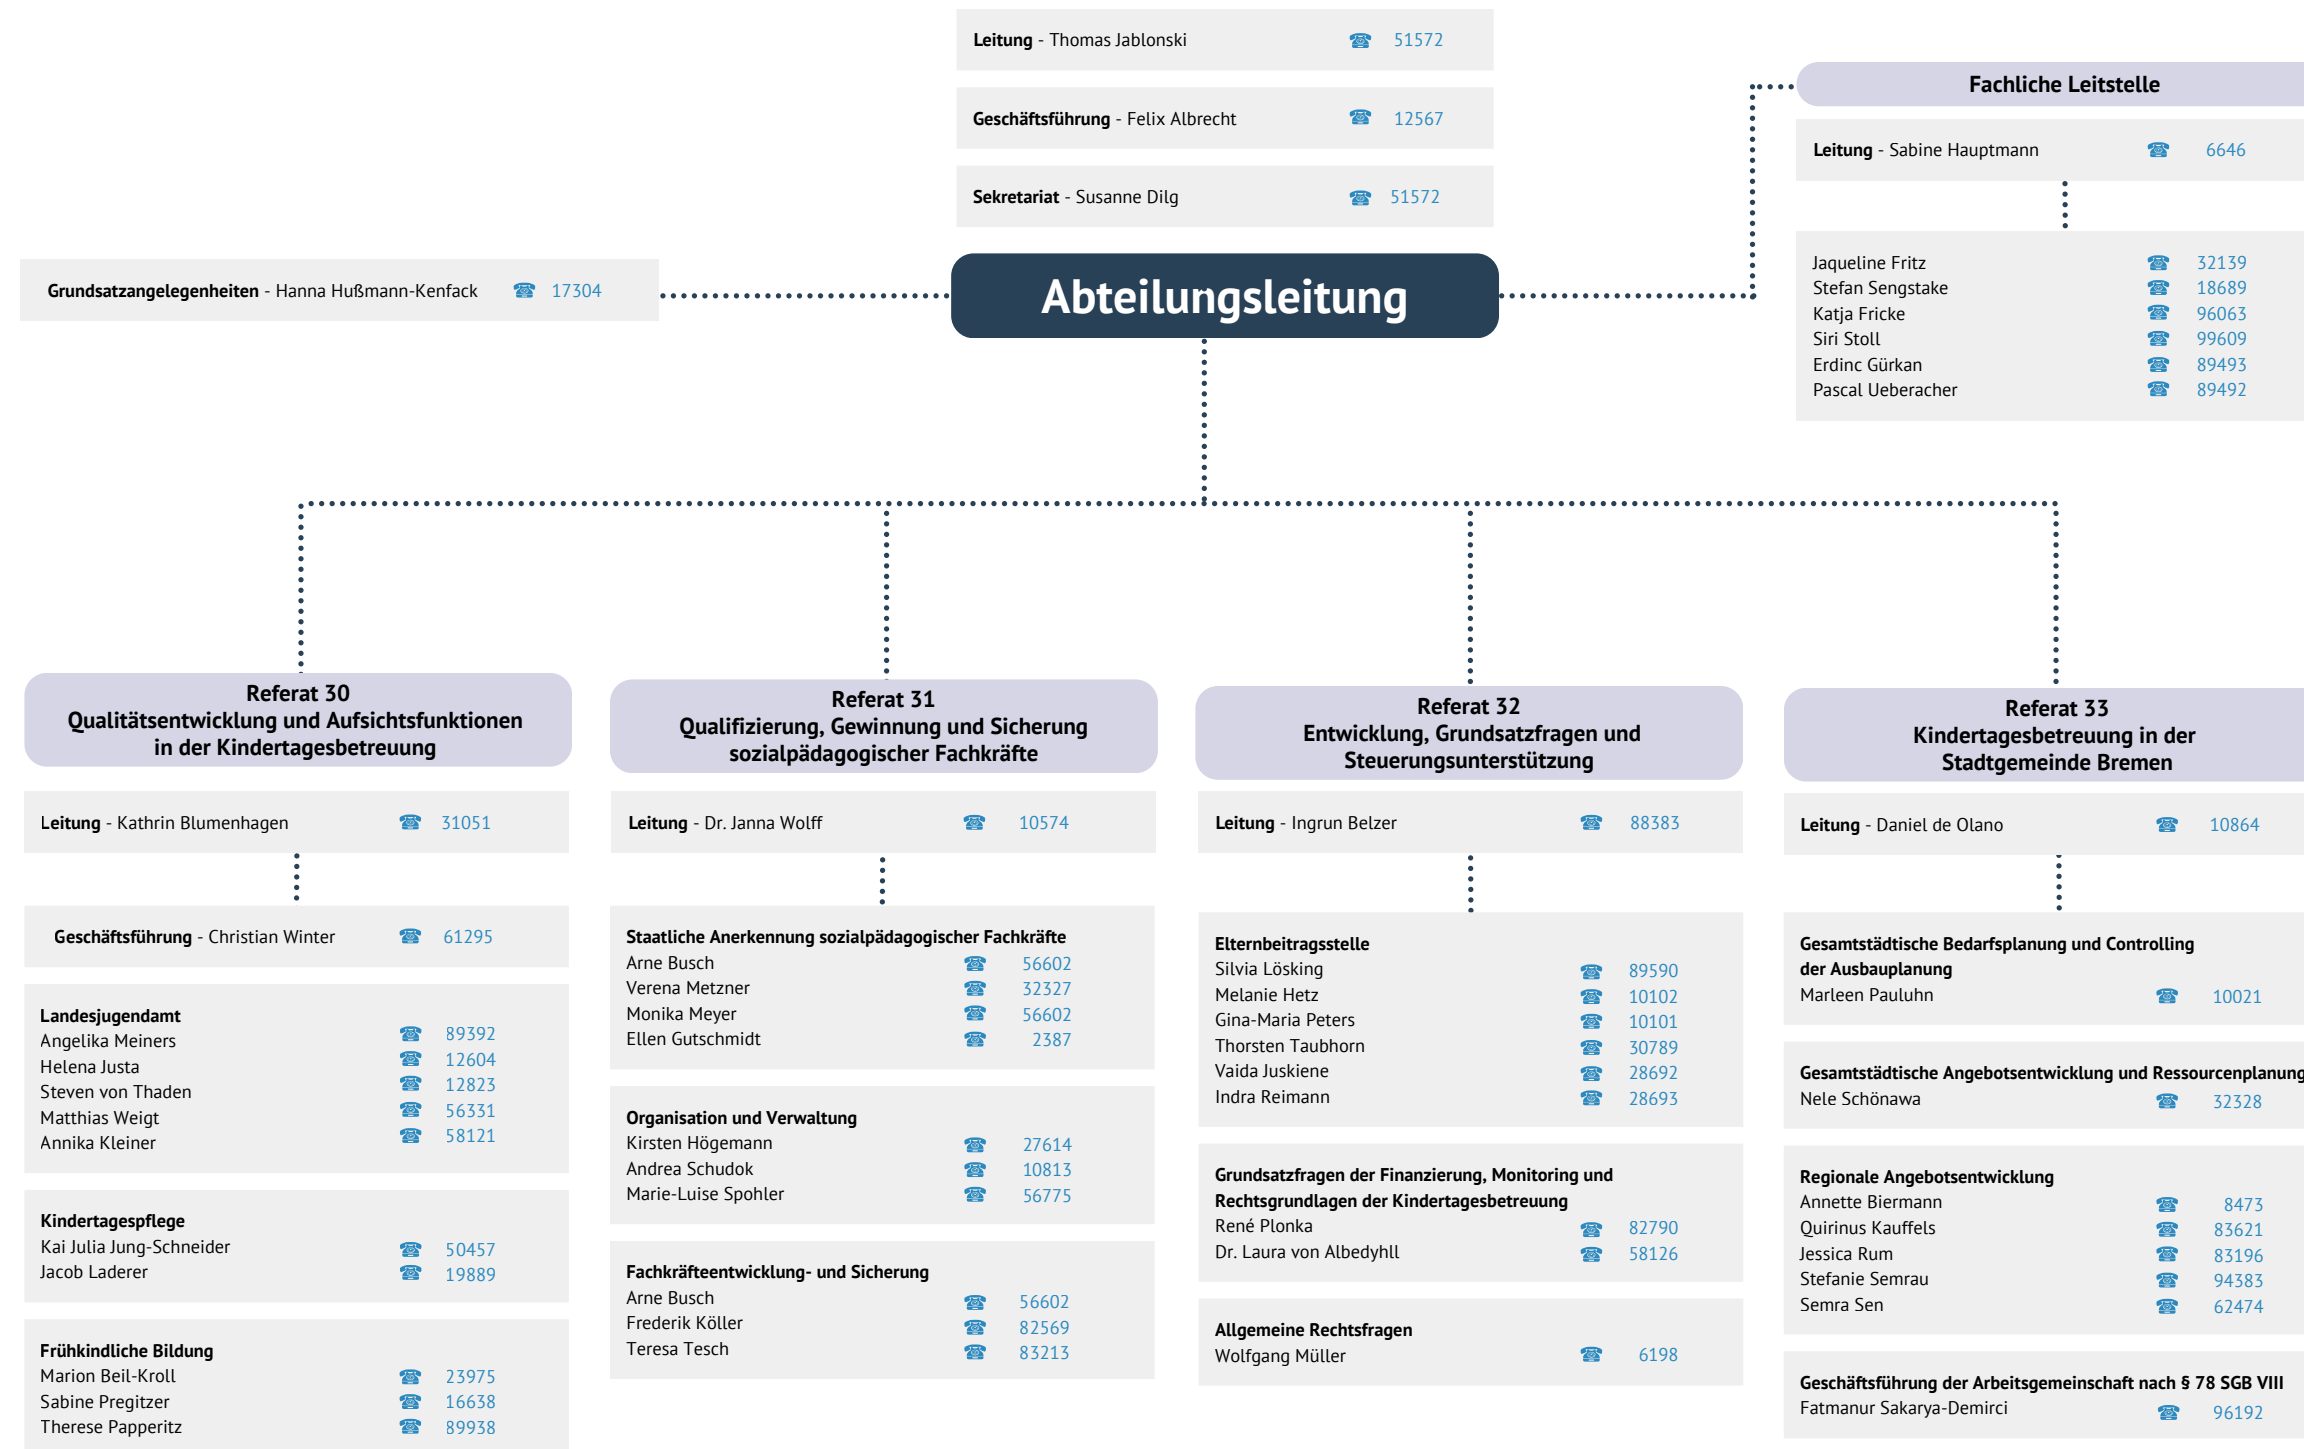 Leitung - Thomas Jablonski ☎ 51572
Geschäftsführung - Felix Albrecht ☎ 12567
Sekretariat - Susanne Dilg ☎ 51572
Abteilungsleitung
Grundsatzangelegenheiten - Hanna Hußmann-Kenfack ☎ 17304
Fachliche Leitstelle
Leitung - Sabine Hauptmann ☎ 6646
Jaqueline Fritz ☎ 32139
Stefan Sengstake ☎ 18689
Katja Fricke ☎ 96063
Siri Stoll ☎ 99609
Erdinc Gürkan ☎ 89493
Pascal Ueberacher ☎ 89492
Referat 30
Qualitätsentwicklung und Aufsichtsfunktionen
in der Kindertagesbetreuung
Leitung - Kathrin Blumenhagen ☎ 31051
Geschäftsführung - Christian Winter ☎ 61295
Landesjugendamt
Angelika Meiners ☎ 89392
Helena Justa ☎ 12604
Steven von Thaden ☎ 12823
Matthias Weigt ☎ 56331
Annika Kleiner ☎ 58121
Kindertagespflege
Kai Julia Jung-Schneider ☎ 50457
Jacob Laderer ☎ 19889
Frühkindliche Bildung
Marion Beil-Kroll ☎ 23975
Sabine Pregitzer ☎ 16638
Therese Papperitz ☎ 89938
Referat 31
Qualifizierung, Gewinnung und Sicherung
sozialpädagogischer Fachkräfte
Leitung - Dr. Janna Wolff ☎ 10574
Staatliche Anerkennung sozialpädagogischer Fachkräfte
Arne Busch ☎ 56602
Verena Metzner ☎ 32327
Monika Meyer ☎ 56602
Ellen Gutschmidt ☎ 2387
Organisation und Verwaltung
Kirsten Högemann ☎ 27614
Andrea Schudok ☎ 10813
Marie-Luise Spohler ☎ 56775
Fachkräfteentwicklung- und Sicherung
Arne Busch ☎ 56602
Frederik Köller ☎ 82569
Teresa Tesch ☎ 83213
Referat 32
Entwicklung, Grundsatzfragen und
Steuerungsunterstützung
Leitung - Ingrun Belzer ☎ 88383
Elternbeitragsstelle
Silvia Lösking ☎ 89590
Melanie Hetz ☎ 10102
Gina-Maria Peters ☎ 10101
Thorsten Taubhorn ☎ 30789
Vaida Juskiene ☎ 28692
Indra Reimann ☎ 28693
Grundsatzfragen der Finanzierung, Monitoring und
Rechtsgrundlagen der Kindertagesbetreuung
René Plonka ☎ 82790
Dr. Laura von Albedyhll ☎ 58126
Allgemeine Rechtsfragen
Wolfgang Müller ☎ 6198
Referat 33
Kindertagesbetreuung in der
Stadtgemeinde Bremen
Leitung - Daniel de Olano ☎ 10864
Gesamtstädtische Bedarfsplanung und Controlling
der Ausbauplanung
Marleen Pauluhn ☎ 10021
Gesamtstädtische Angebotsentwicklung und Ressourcenplanung
Nele Schönawa ☎ 32328
Regionale Angebotsentwicklung
Annette Biermann ☎ 8473
Quirinus Kauffels ☎ 83621
Jessica Rum ☎ 83196
Stefanie Semrau ☎ 94383
Semra Sen ☎ 62474
Geschäftsführung der Arbeitsgemeinschaft nach § 78 SGB VIII
Fatmanur Sakarya-Demirci ☎ 96192